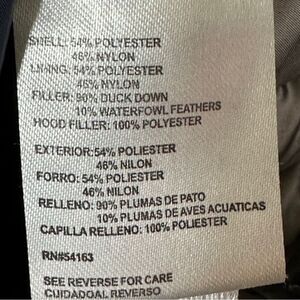 SHELL: 54% POLYESTER
46% NYLON
LINING: 54% POLYESTER
46% NYLON
FILLER: 90% DUCK DOWN
10% WATERFOWL FEATHERS
HOOD FILLER: 100% POLYESTER
EXTERIOR:54% POLIESTER
46% NILON
FORRO: 54% POLIESTER
46% NILON
RELLENO: 90% PLUMAS DE PATO
10% PLUMAS DE AVES ACUATICAS
CAPILLA RELLENO: 100% POLIESTER
RN#54163
SEE REVERSE FOR CARE
CUIDADOAL REVERSO